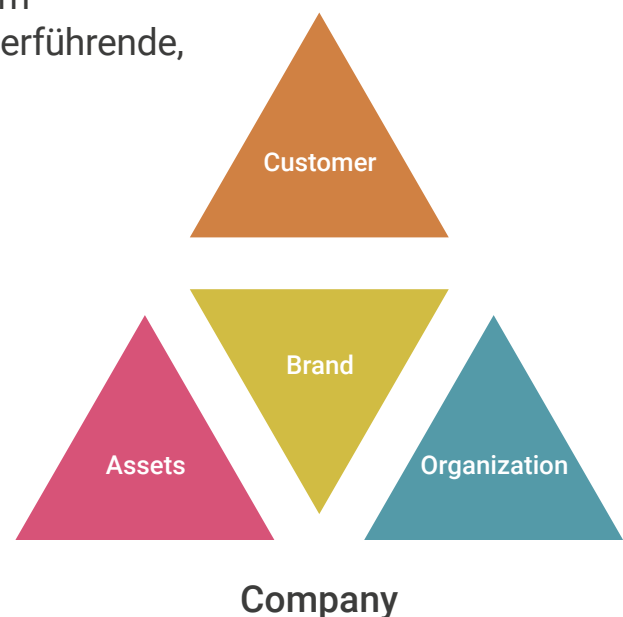 erführende,
Customer
Brand
Assets
Organization
Company